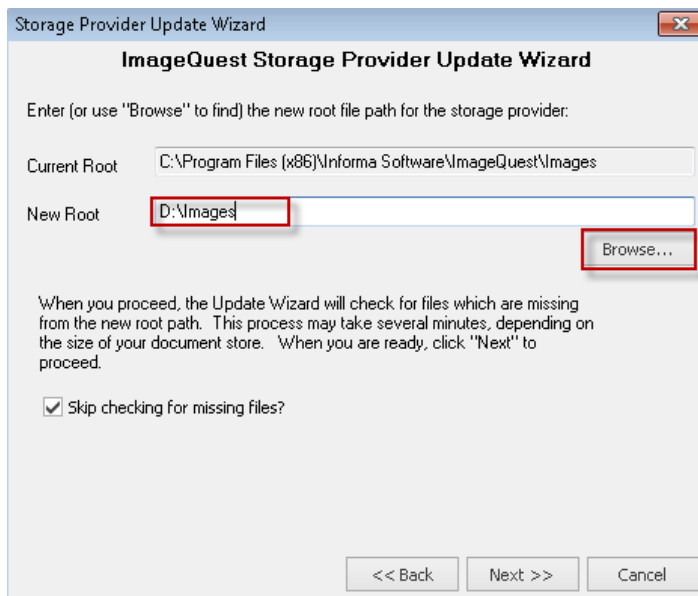 Storage Provider Update Wizard
ImageQuest Storage Provider Update Wizard
Enter (or use "Browse" to find) the new root file path for the storage provider:
Current Root C:\Program Files (x86)\Informa Software\ImageQuest\Images
New Root D:\Images
Browse...
When you proceed, the Update Wizard will check for files which are missing
from the new root path. This process may take several minutes, depending on
the size of your document store. When you are ready, click "Next" to
proceed.
Skip checking for missing files?
<< Back Next >> Cancel